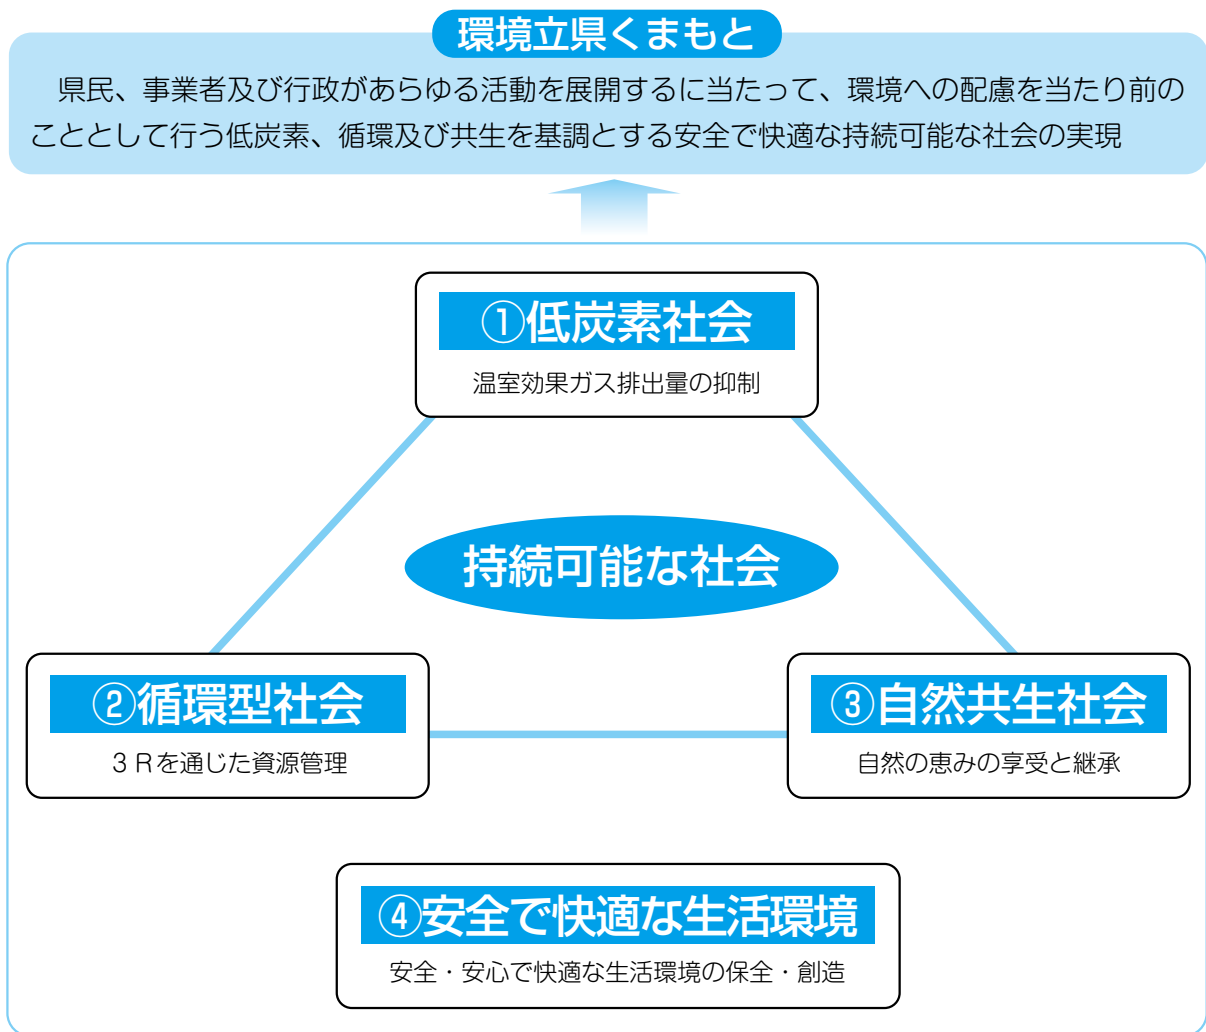 環境立県くまもと
県民、事業者及び行政があらゆる活動を展開するに当たって、環境への配慮を当たり前の
こととして行う低炭素、循環及び共生を基調とする安全で快適な持続可能な社会の実現
①低炭素社会
温室効果ガス排出量の抑制
持続可能な社会
②循環型社会
３Ｒを通じた資源管理
③自然共生社会
自然の恵みの享受と継承
④安全で快適な生活環境
安全・安心で快適な生活環境の保全・創造